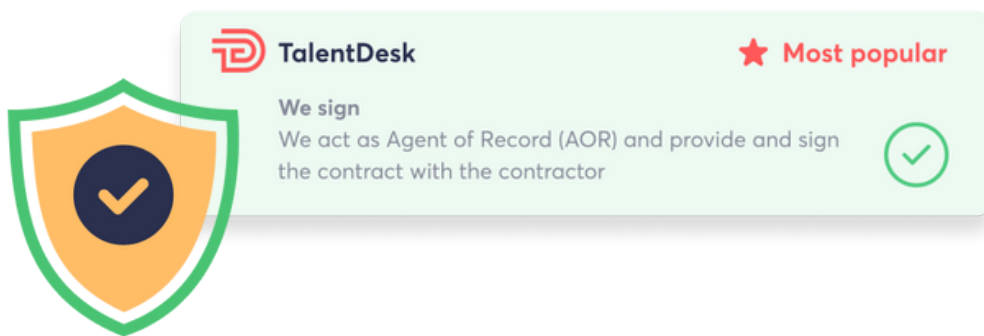 TalentDesk
Most popular
We sign
We act as Agent of Record (AOR) and provide and sign
the contract with the contractor